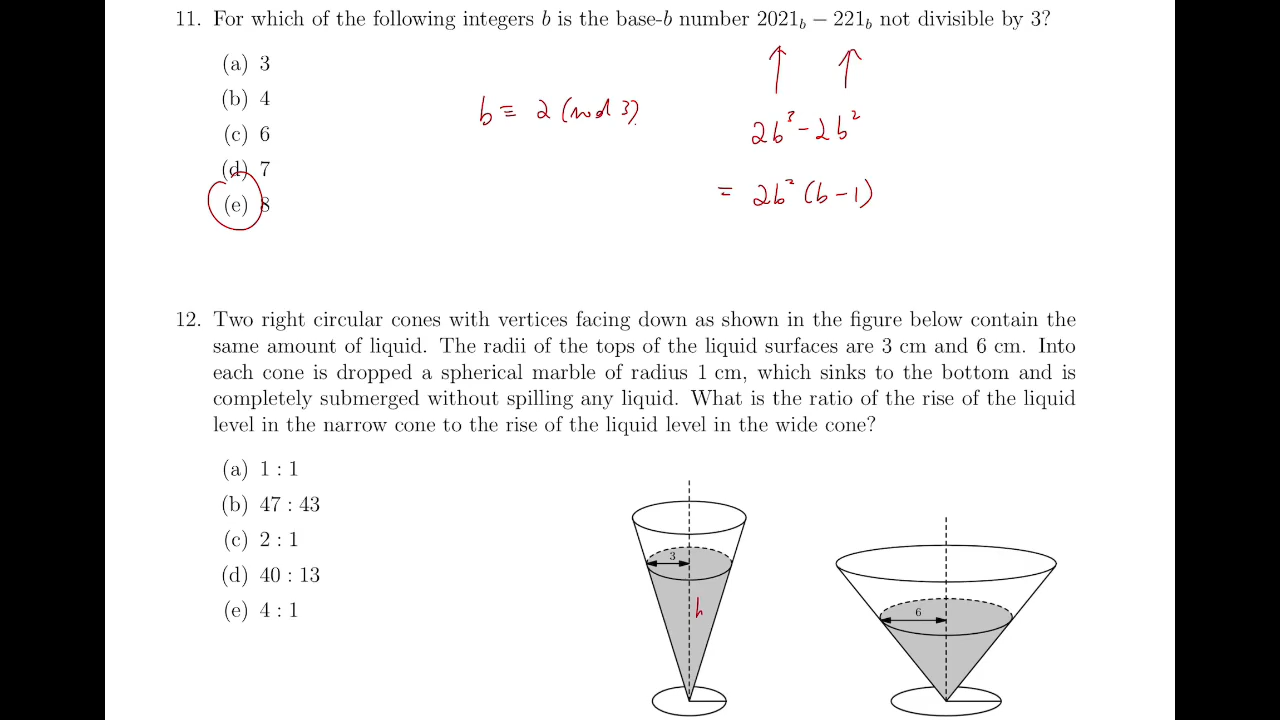 11. For which of the following integers b is the base-b number 2021_b − 221_b not divisible by 3?
(a) 3
(b) 4
(c) 6
(d) 7
(e) 8
b ≡ 2 (mod 3).
2b³ − 2b²
= 2b² (b − 1)
12. Two right circular cones with vertices facing down as shown in the figure below contain the
same amount of liquid. The radii of the tops of the liquid surfaces are 3 cm and 6 cm. Into
each cone is dropped a spherical marble of radius 1 cm, which sinks to the bottom and is
completely submerged without spilling any liquid. What is the ratio of the rise of the liquid
level in the narrow cone to the rise of the liquid level in the wide cone?
(a) 1 : 1
(b) 47 : 43
(c) 2 : 1
(d) 40 : 13
(e) 4 : 1
3
h
6